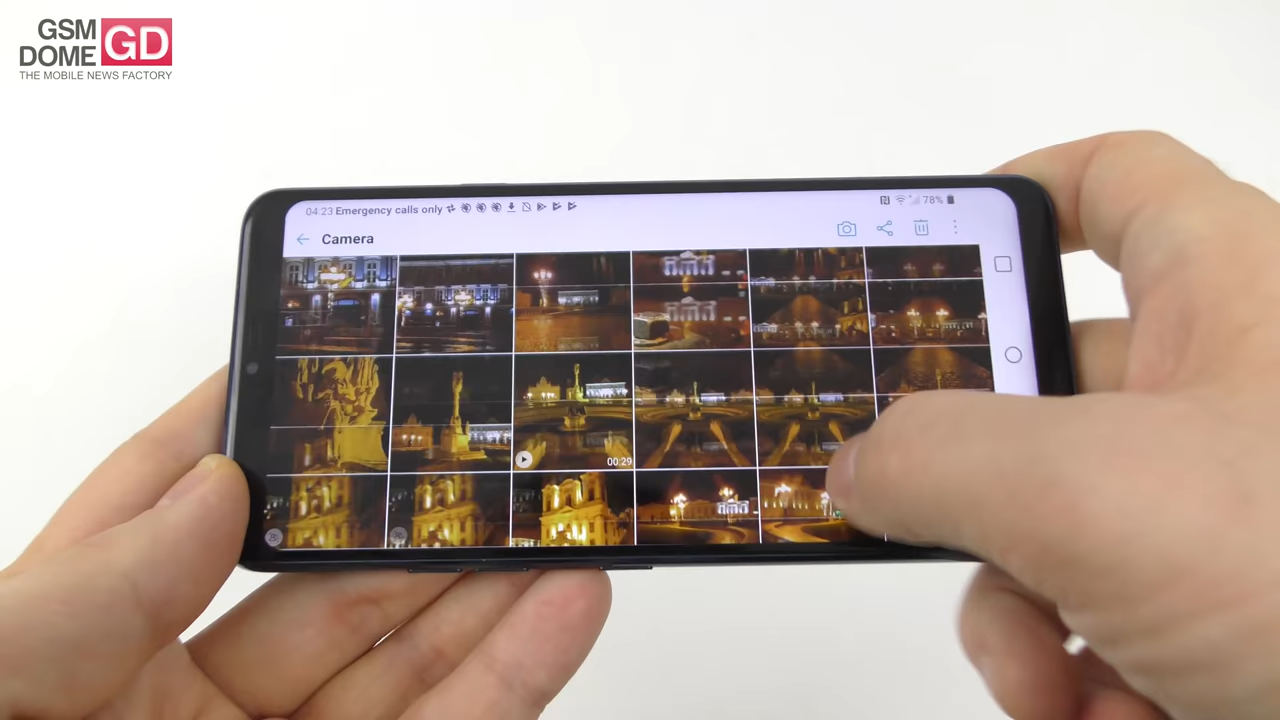 GSM
DOME GD
THE MOBILE NEWS FACTORY
04:23 Emergency calls only
78%
Camera
00:29